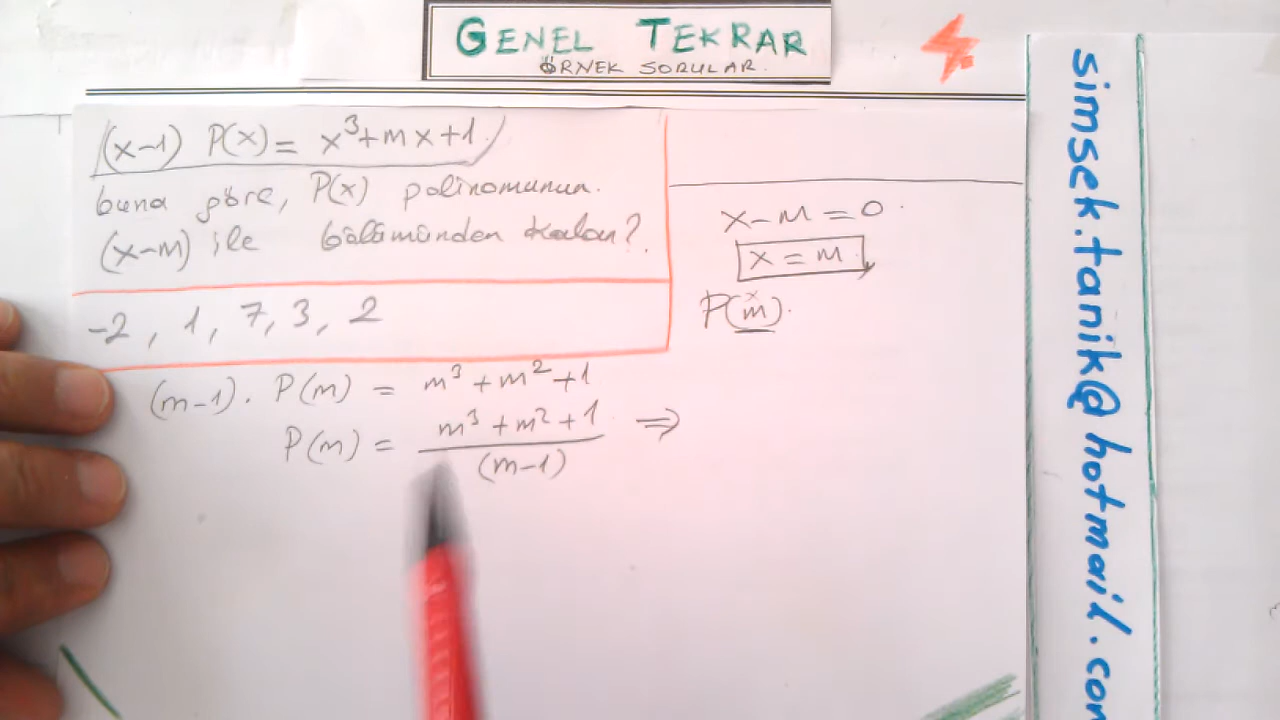 GENEL TEKRAR
ÖRNEK SORULAR.
(x-1) P(x) = x³+mx+1.
buna göre, P(x) polinomunun.
(x-m) ile bölümünden kalan?.
-2, 1, 7, 3, 2
x-m=0.
x = m
P(m).
x
(m-1). P(m) = m³+m²+1
P(m) = m³+m²+1 ⇒
(m-1)
simsek.tanik@hotmail.com